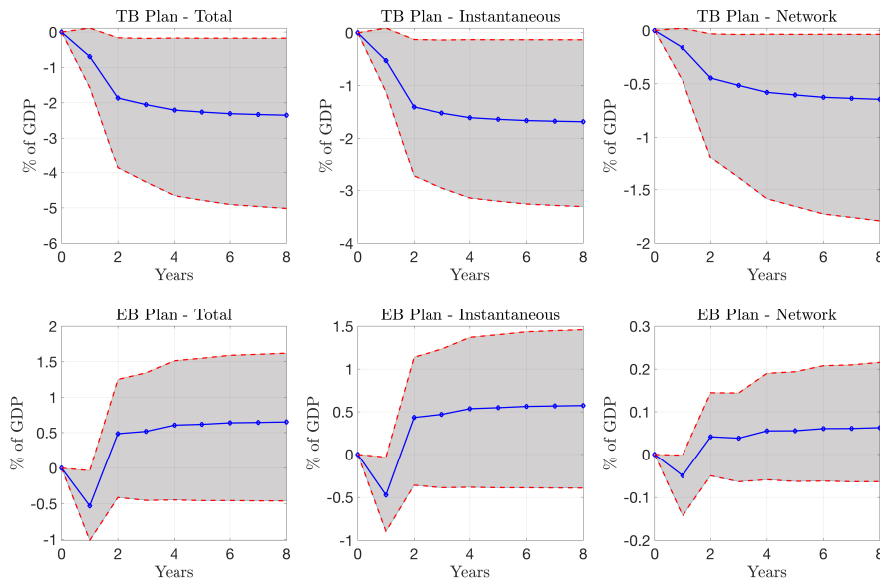 TB Plan - Total
% of GDP
0
-1
-2
-3
-4
-5
-6
0 2 4 6 8
Years
TB Plan - Instantaneous
% of GDP
0
-1
-2
-3
-4
0 2 4 6 8
Years
TB Plan - Network
% of GDP
0
-0.5
-1
-1.5
-2
0 2 4 6 8
Years
EB Plan - Total
% of GDP
2
1.5
1
0.5
0
-0.5
-1
0 2 4 6 8
Years
EB Plan - Instantaneous
% of GDP
1.5
1
0.5
0
-0.5
-1
0 2 4 6 8
Years
EB Plan - Network
% of GDP
0.3
0.2
0.1
0
-0.1
-0.2
0 2 4 6 8
Years